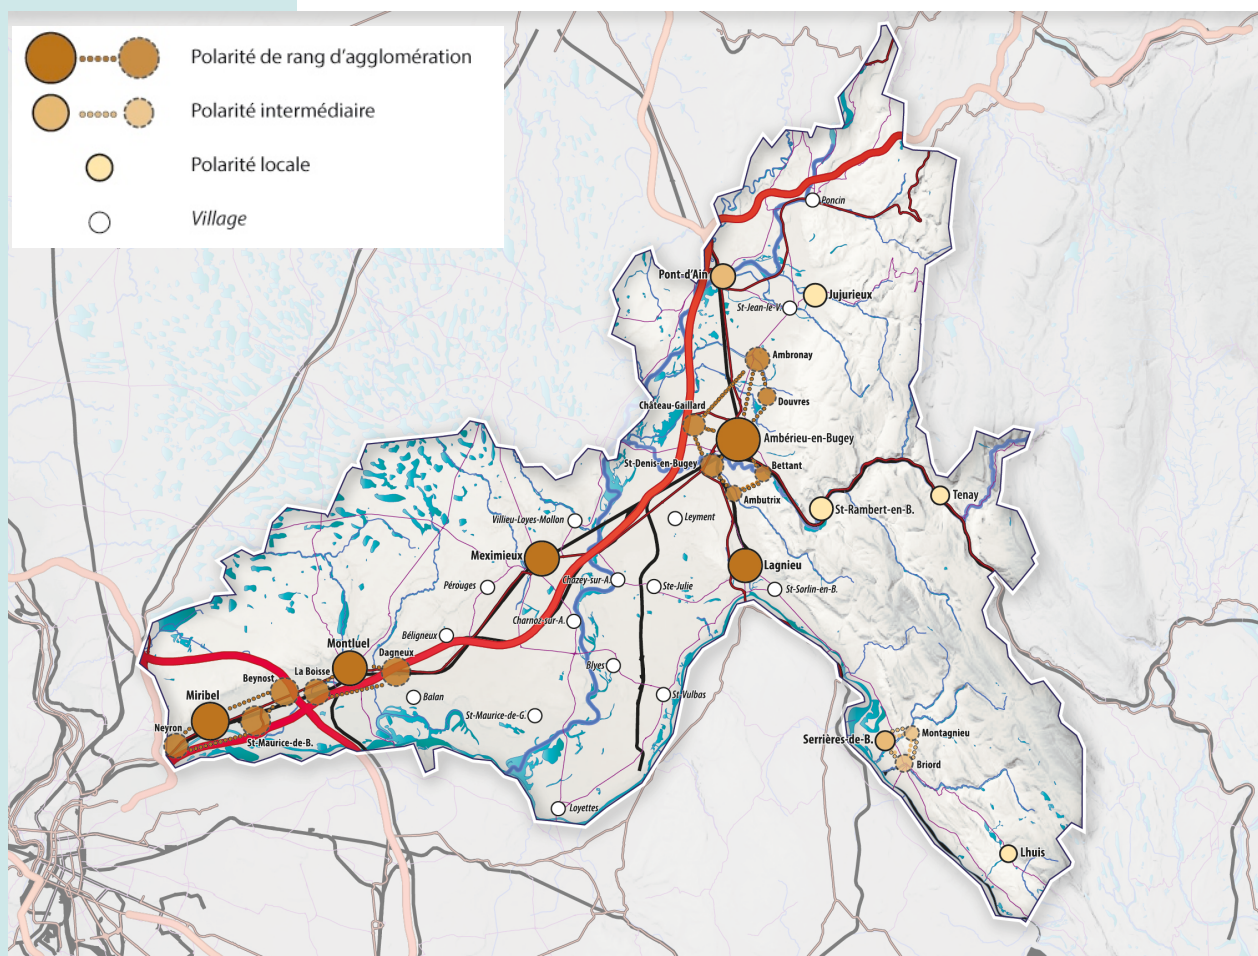 Polarité de rang d'agglomération
Polarité intermédiaire
Polarité locale
Village
Poncin
Pont-d'Ain
Jujurieux
St-Jean-le-V.
Ambronay
Douvres
Château-Gaillard
Ambérieu-en-Bugey
St-Denis-en-Bugey
Bettant
Ambutrix
Tenay
St-Rambert-en-B.
Villieu-Loyes-Mollon
Leyment
Meximieux
Lagnieu
Chazey-sur-A.
Pérouges
Ste-Julie
St-Sorlin-en-B.
Charnoz-sur-A.
Béligneux
Montluel
Dagneux
La Boisse
Blyes
Beynost
Balan
St-Vulbas
Miribel
St-Maurice-de-G.
Neyron
St-Maurice-de-B.
Montagnieu
Serrières-de-B.
Briord
Loyettes
Lhuis